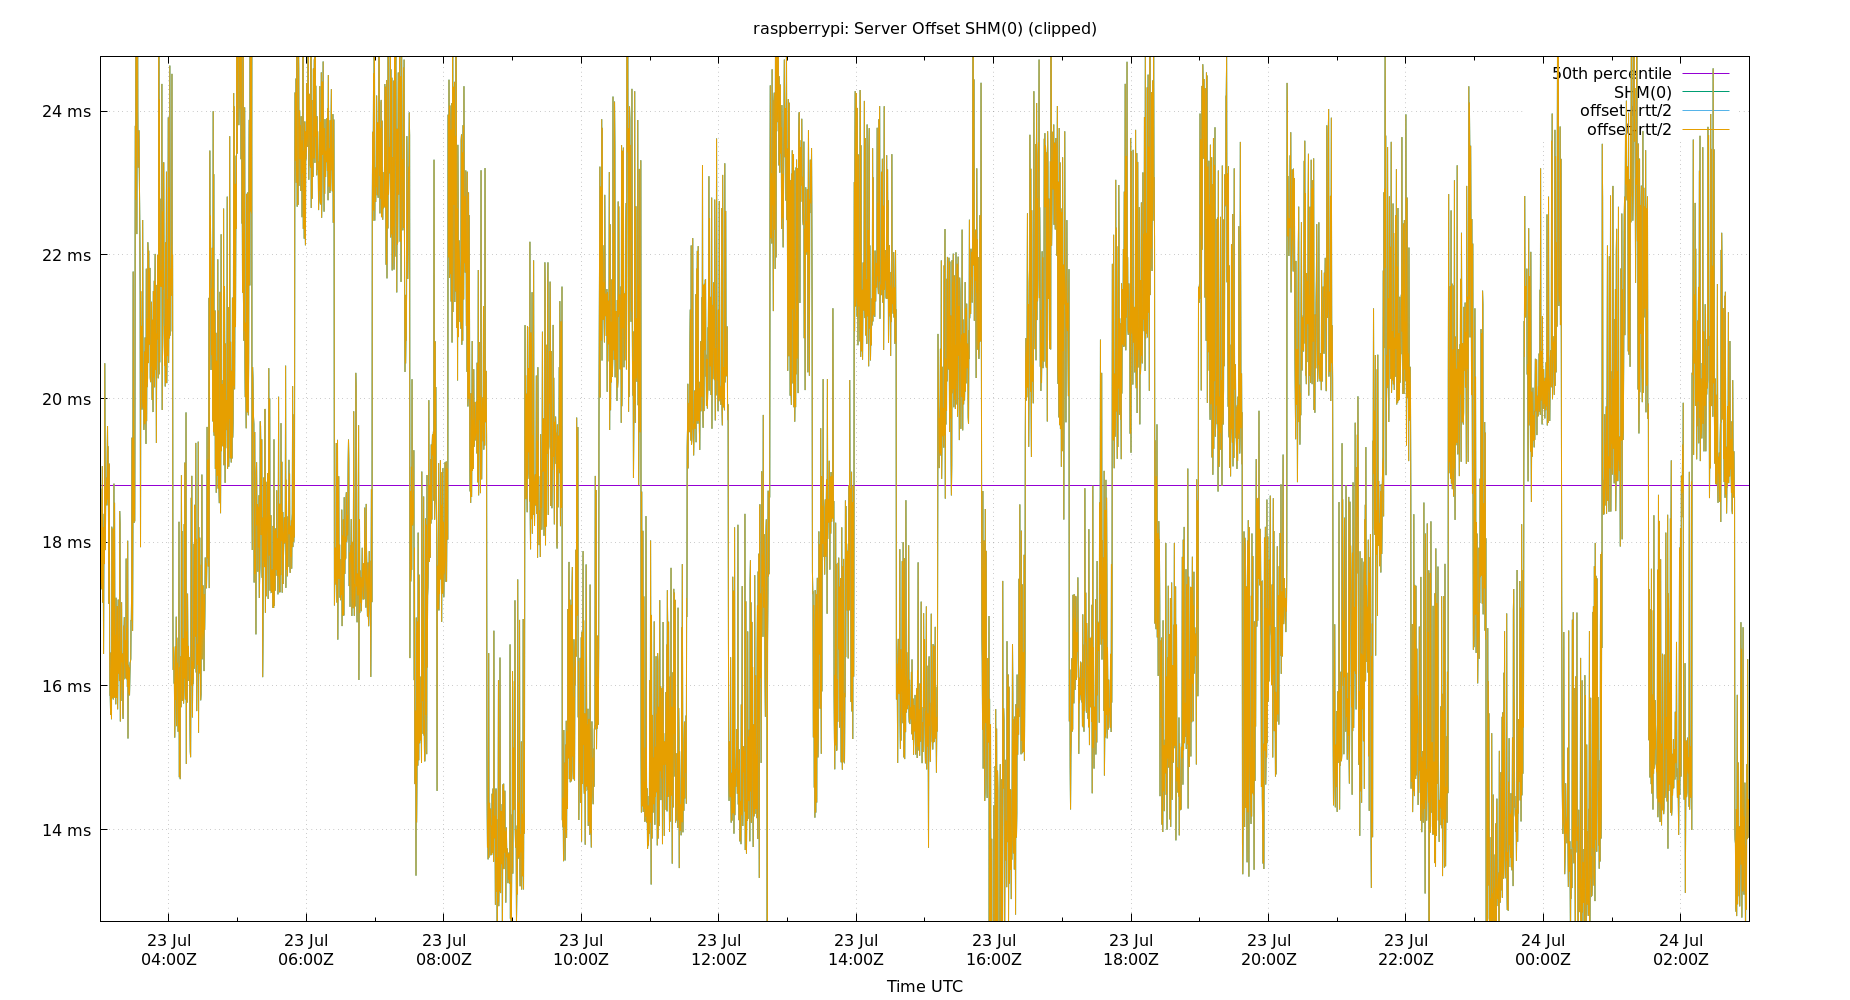 raspberrypi: Server Offset SHM(0) (clipped)
50th percentile
SHM(0)
offset+rtt/2
offset-rtt/2
24 ms
22 ms
20 ms
18 ms
16 ms
14 ms
23 Jul 23 Jul 23 Jul 23 Jul 23 Jul 23 Jul 23 Jul 23 Jul 23 Jul 23 Jul 24 Jul 24 Jul
04:00Z 06:00Z 08:00Z 10:00Z 12:00Z 14:00Z 16:00Z 18:00Z 20:00Z 22:00Z 00:00Z 02:00Z
Time UTC